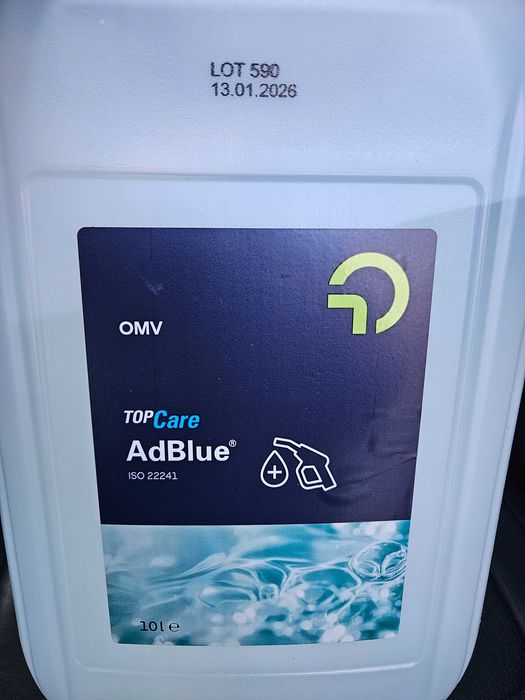 LOT 590
13.01.2026
OMV
TOPCare
AdBlue®
ISO 22241
10l e